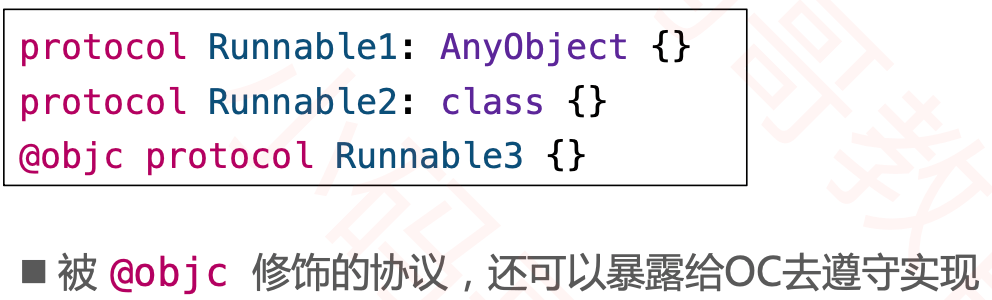 protocol Runnable1: AnyObject {}
protocol Runnable2: class {}
@objc protocol Runnable3 {}
■ 被 @objc 修饰的协议，还可以暴露给OC去遵守实现